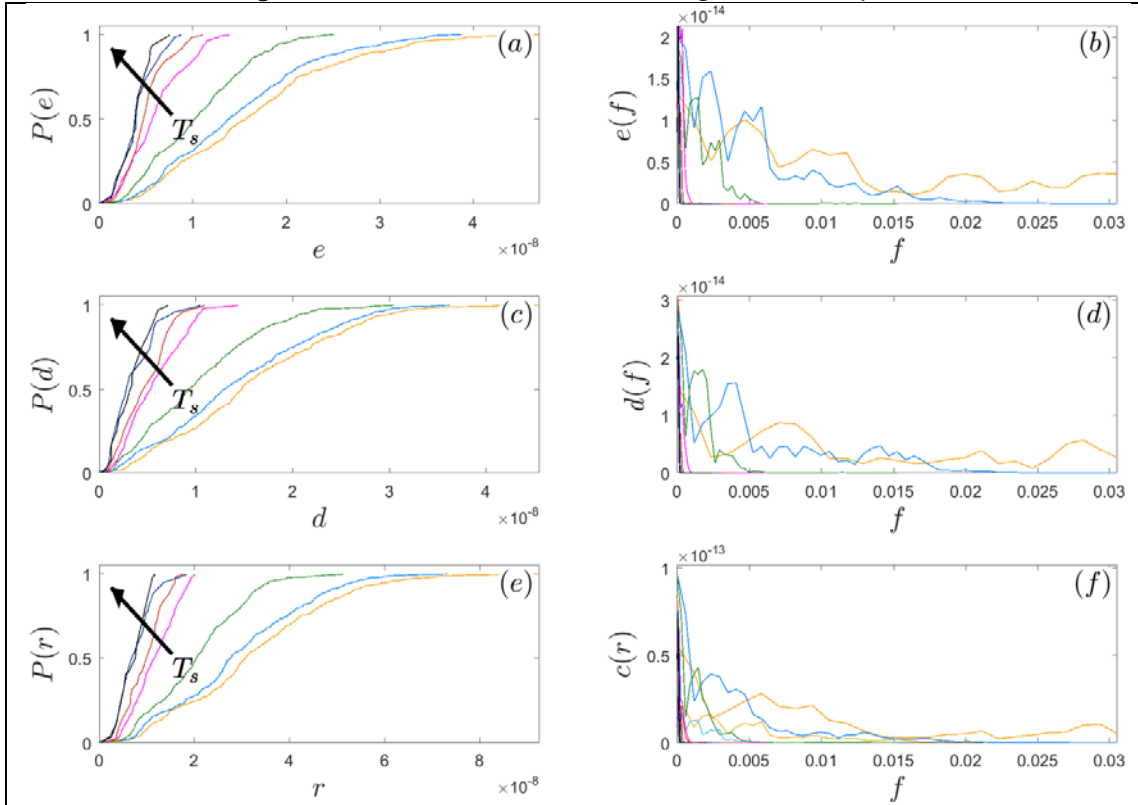 (a)
P(e)
1
0.5
0
T_s
0 1 2 3 4
×10⁻⁸
e
×10⁻¹⁴
(b)
e(f)
2
1.5
1
0.5
0
0 0.005 0.01 0.015 0.02 0.025 0.03
f
(c)
P(d)
1
0.5
0
T_s
0 1 2 3 4
×10⁻⁸
d
×10⁻¹⁴
(d)
d(f)
3
2
1
0
0 0.005 0.01 0.015 0.02 0.025 0.03
f
(e)
P(r)
1
0.5
0
T_s
0 2 4 6 8
×10⁻⁸
r
×10⁻¹³
(f)
c(r)
1
0.5
0
0 0.005 0.01 0.015 0.02 0.025 0.03
f